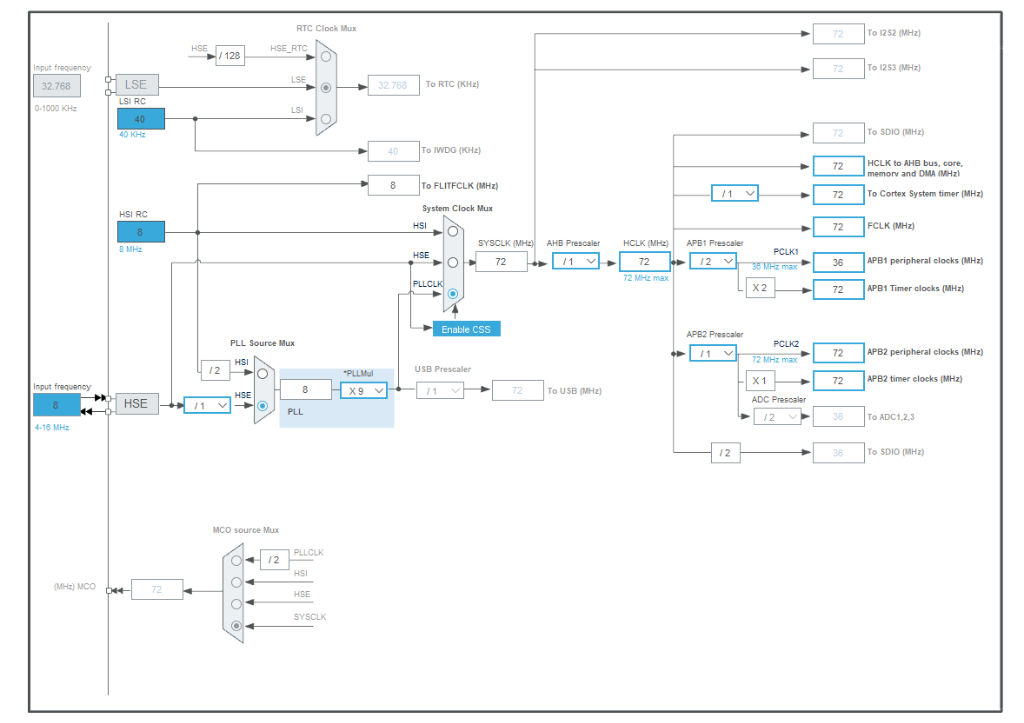 RTC Clock Mux
HSE
/ 128
HSE_RTC
72
To I2S2 (MHz)
72
To I2S3 (MHz)
Input frequency
32.768
0-1000 KHz
LSE
LSE
32.768
To RTC (KHz)
LSI RC
40
40 KHz
LSI
40
To IWDG (KHz)
8
To FLITFCLK (MHz)
72
To SDIO (MHz)
72
HCLK to AHB bus, core,
memory and DMA (MHz)
/ 1
72
To Cortex System timer (MHz)
72
FCLK (MHz)
HSI RC
8
8 MHz
System Clock Mux
HSI
HSE
PLLCLK
SYSCLK (MHz)
72
AHB Prescaler
/ 1
HCLK (MHz)
72
72 MHz max
APB1 Prescaler
/ 2
PCLK1
36 MHz max
36
APB1 peripheral clocks (MHz)
X 2
72
APB1 Timer clocks (MHz)
Enable CSS
APB2 Prescaler
/ 1
PCLK2
72 MHz max
72
APB2 peripheral clocks (MHz)
X 1
72
APB2 timer clocks (MHz)
ADC Prescaler
/ 2
36
To ADC1,2,3
/ 2
36
To SDIO (MHz)
PLL Source Mux
/ 2
HSI
HSE
8
*PLLMul
X 9
PLL
USB Prescaler
/ 1
72
To USB (MHz)
Input frequency
8
4-16 MHz
HSE
/ 1
MCO source Mux
PLLCLK
/ 2
HSI
HSE
SYSCLK
(MHz) MCO
72